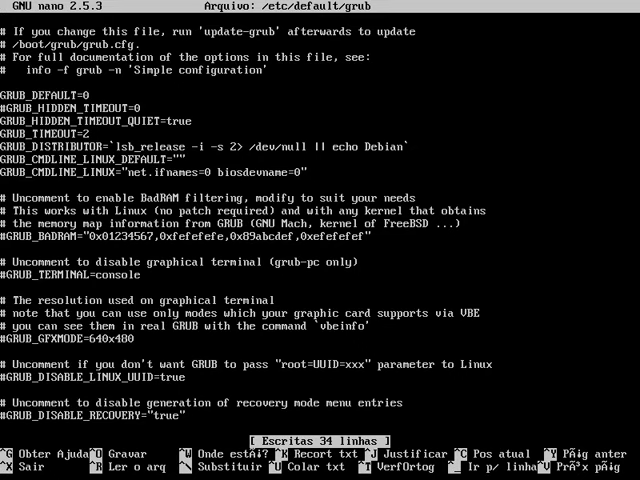 GNU nano 2.5.3 Arquivo: /etc/default/grub
# If you change this file, run 'update-grub' afterwards to update
# /boot/grub/grub.cfg.
# For full documentation of the options in this file, see:
#   info -f grub -n 'Simple configuration'
GRUB_DEFAULT=0
#GRUB_HIDDEN_TIMEOUT=0
GRUB_HIDDEN_TIMEOUT_QUIET=true
GRUB_TIMEOUT=2
GRUB_DISTRIBUTOR=`lsb_release -i -s 2> /dev/null || echo Debian`
GRUB_CMDLINE_LINUX_DEFAULT=""
GRUB_CMDLINE_LINUX="net.ifnames=0 biosdevname=0"
# Uncomment to enable BadRAM filtering, modify to suit your needs
# This works with Linux (no patch required) and with any kernel that obtains
# the memory map information from GRUB (GNU Mach, kernel of FreeBSD ...)
#GRUB_BADRAM="0x01234567,0xfefefefe,0x89abcdef,0xefefefef"
# Uncomment to disable graphical terminal (grub-pc only)
#GRUB_TERMINAL=console
# The resolution used on graphical terminal
# note that you can use only modes which your graphic card supports via VBE
# you can see them in real GRUB with the command `vbeinfo'
#GRUB_GFXMODE=640x480
# Uncomment if you don't want GRUB to pass "root=UUID=xxx" parameter to Linux
#GRUB_DISABLE_LINUX_UUID=true
# Uncomment to disable generation of recovery mode menu entries
#GRUB_DISABLE_RECOVERY="true"
[ Escritas 34 linhas ]
^G Obter Ajuda ^O Gravar ^W Onde estÃ¡? ^K Recort txt ^J Justificar ^C Pos atual ^Y PÃ¡g anter
^X Sair ^R Ler o arq ^\ Substituir ^U Colar txt ^T VerfOrtog ^_ Ir p/ linha ^V PrÃ³x pÃ¡g